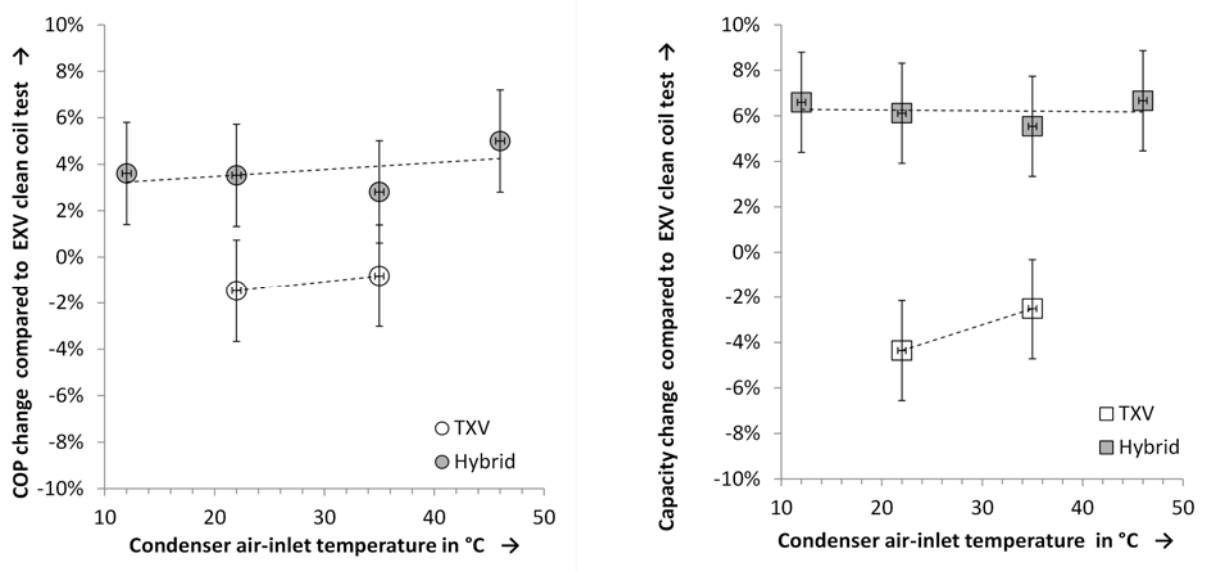 COP change compared to EXV clean coil test →
10%
8%
6%
4%
2%
0%
-2%
-4%
-6%
-8%
-10%
TXV
Hybrid
10 20 30 40 50
Condenser air-inlet temperature in °C →
Capacity change compared to EXV clean coil test →
10%
8%
6%
4%
2%
0%
-2%
-4%
-6%
-8%
-10%
TXV
Hybrid
10 20 30 40 50
Condenser air-inlet temperature in °C →